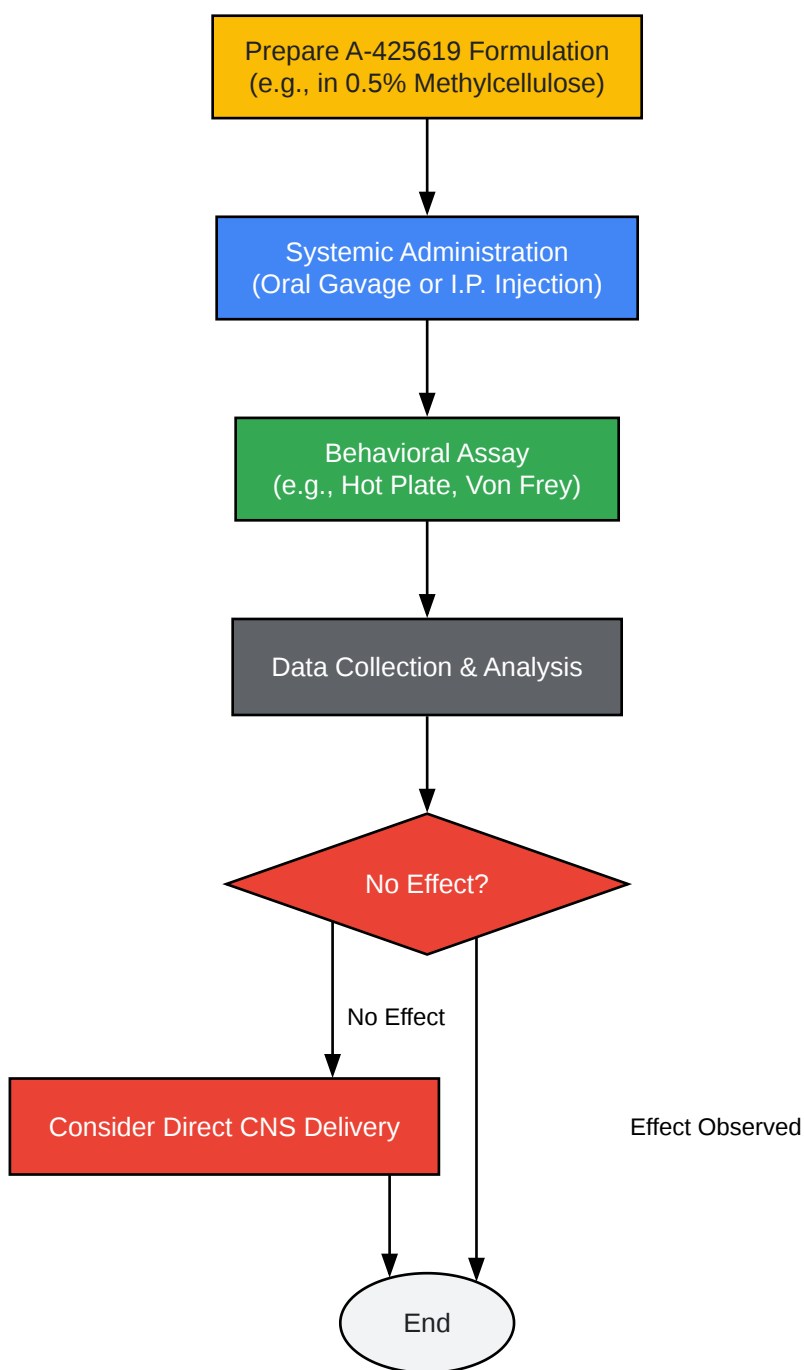 Prepare A-425619 Formulation
(e.g., in 0.5% Methylcellulose)
Systemic Administration
(Oral Gavage or I.P. Injection)
Behavioral Assay
(e.g., Hot Plate, Von Frey)
Data Collection & Analysis
No Effect?
No Effect
Consider Direct CNS Delivery
Effect Observed
End